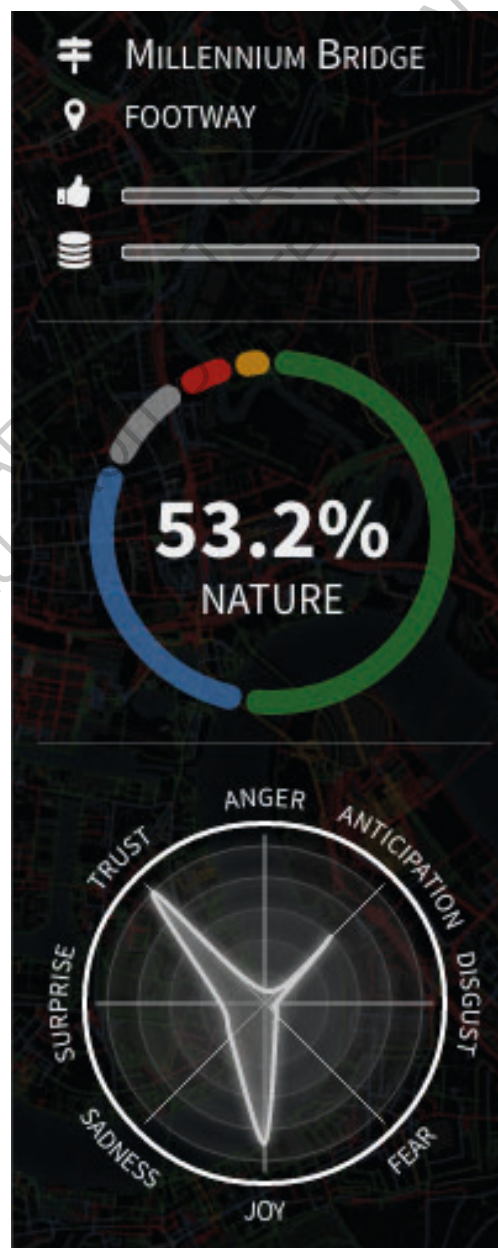 MILLENNIUM BRIDGE
FOOTWAY
53.2%
NATURE
ANGER
ANTICIPATION
DISGUST
FEAR
JOY
SADNESS
SURPRISE
TRUST